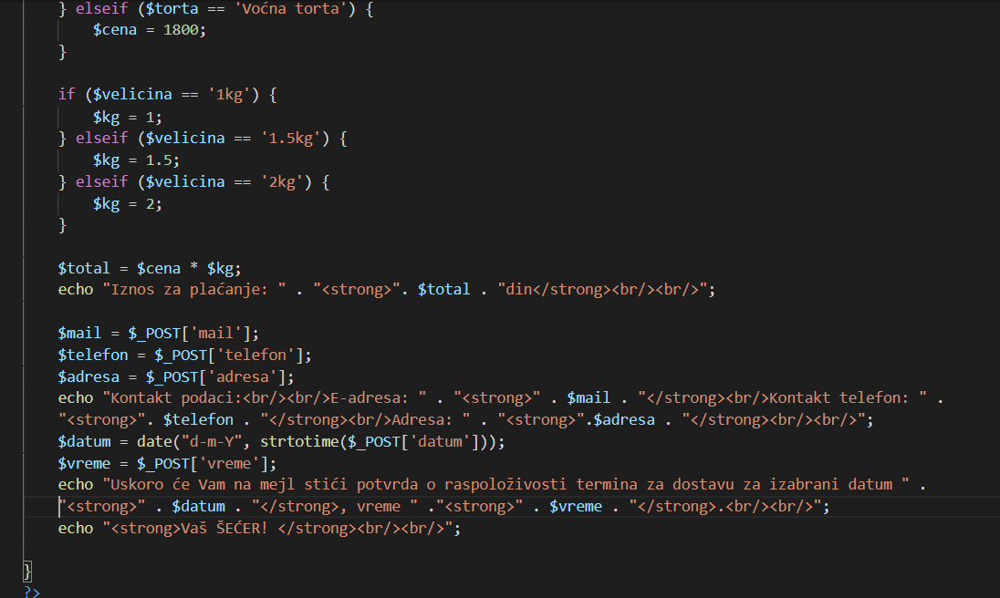 } elseif ($torta == 'Voćna torta') {
$cena = 1800;
}
if ($velicina == '1kg') {
$kg = 1;
} elseif ($velicina == '1.5kg') {
$kg = 1.5;
} elseif ($velicina == '2kg') {
$kg = 2;
}
$total = $cena * $kg;
echo "Iznos za plaćanje: " . "<strong>". $total . "din</strong><br/><br/>";
$mail = $_POST['mail'];
$telefon = $_POST['telefon'];
$adresa = $_POST['adresa'];
echo "Kontakt podaci:<br/><br/>E-adresa: " . "<strong>" . $mail . "</strong><br/>Kontakt telefon: " .
"<strong>". $telefon . "</strong><br/>Adresa: " . "<strong>".$adresa . "</strong><br/><br/>";
$datum = date("d-m-Y", strtotime($_POST['datum']));
$vreme = $_POST['vreme'];
echo "Uskoro će Vam na mejl stići potvrda o raspoloživosti termina za dostavu za izabrani datum " .
"<strong>" . $datum . "</strong>, vreme " ."<strong>" . $vreme . "</strong>.<br/><br/>";
echo "<strong>Vaš ŠEĆER! </strong><br/><br/>";
}
?>